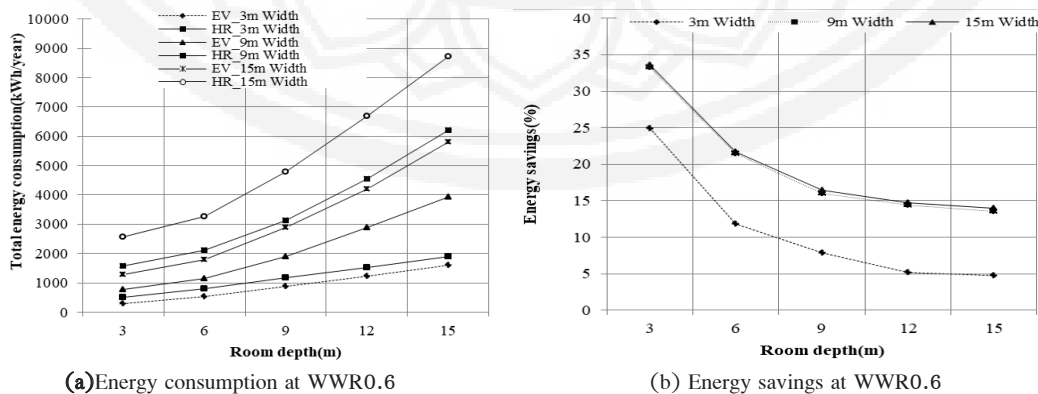 EV_3m Width
HR_3m Width
EV_9m Width
HR_9m Width
EV_15m Width
HR_15m Width
Total energy consumption(kWh/year)
10000
9000
8000
7000
6000
5000
4000
3000
2000
1000
0
3 6 9 12 15
Room depth(m)
(a)Energy consumption at WWR0.6
3m Width 9m Width 15m Width
Energy savings(%)
40
35
30
25
20
15
10
5
0
3 6 9 12 15
Room depth(m)
(b) Energy savings at WWR0.6